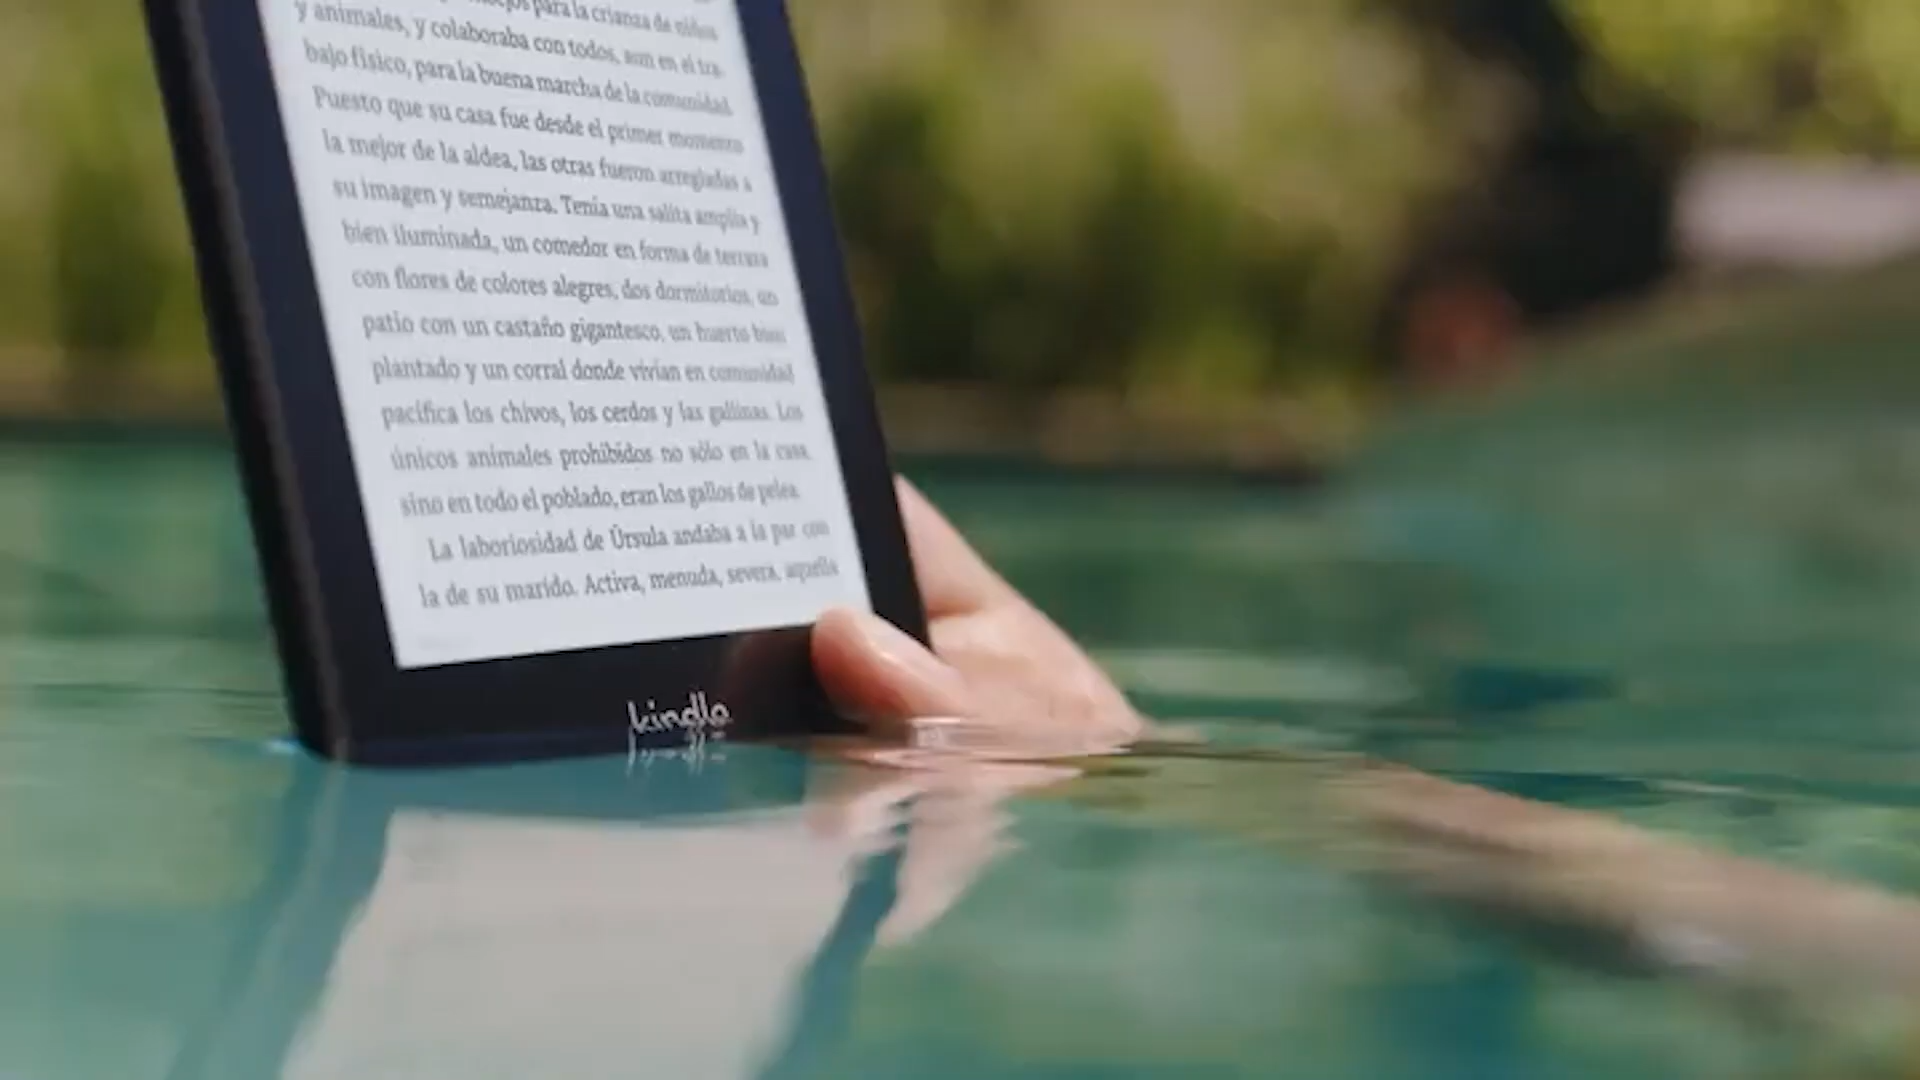 para la crianza de niños
y animales, y colaboraba con todos, aun en el tra-
bajo físico, para la buena marcha de la comunidad.
Puesto que su casa fue desde el primer momento
la mejor de la aldea, las otras fueron arregladas a
su imagen y semejanza. Tenía una salita amplia y
bien iluminada, un comedor en forma de terraza
con flores de colores alegres, dos dormitorios, un
patio con un castaño gigantesco, un huerto bien
plantado y un corral donde vivían en comunidad
pacífica los chivos, los cerdos y las gallinas. Los
únicos animales prohibidos no sólo en la casa,
sino en todo el poblado, eran los gallos de pelea.
La laboriosidad de Úrsula andaba a la par con
la de su marido. Activa, menuda, severa, aquella
kindle